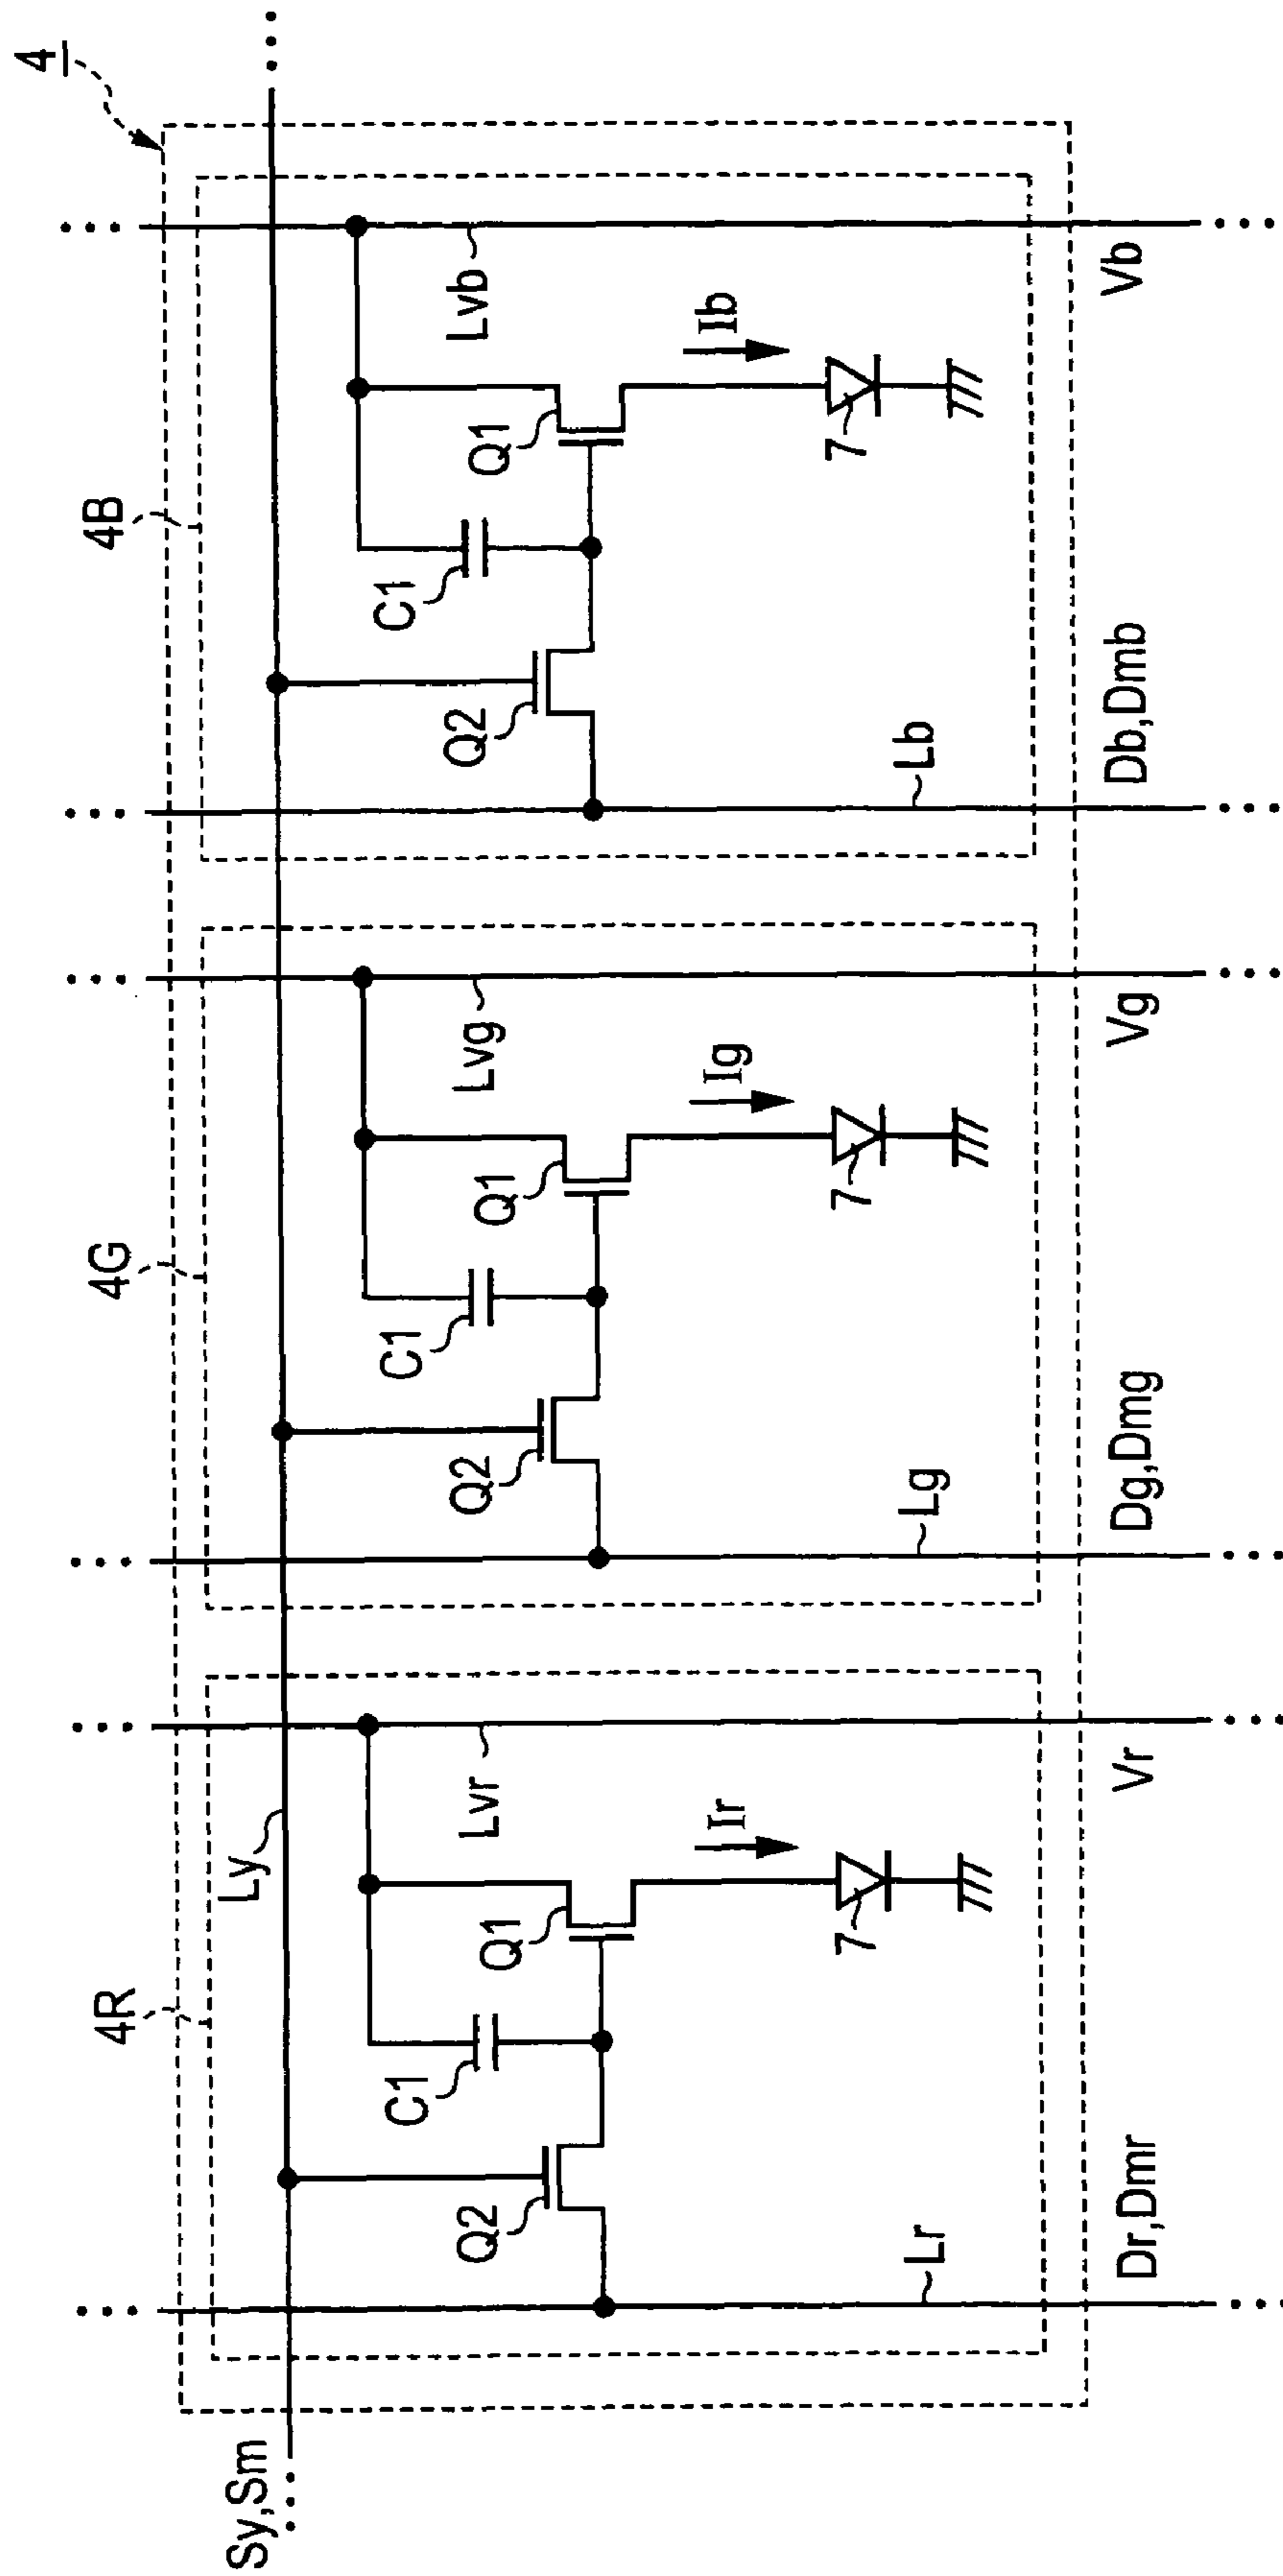 4
4R
4G
4B
Sy,Sm
Ly
Lvr
Lvg
Lvb
C1
Q1
C1
Q1
C1
Q1
Q2
Q2
Q2
Ir
Ig
Ib
7
7
7
Lr
Lg
Lb
Dr,Dmr
Vr
Dg,Dmg
Vg
Db,Dmb
Vb